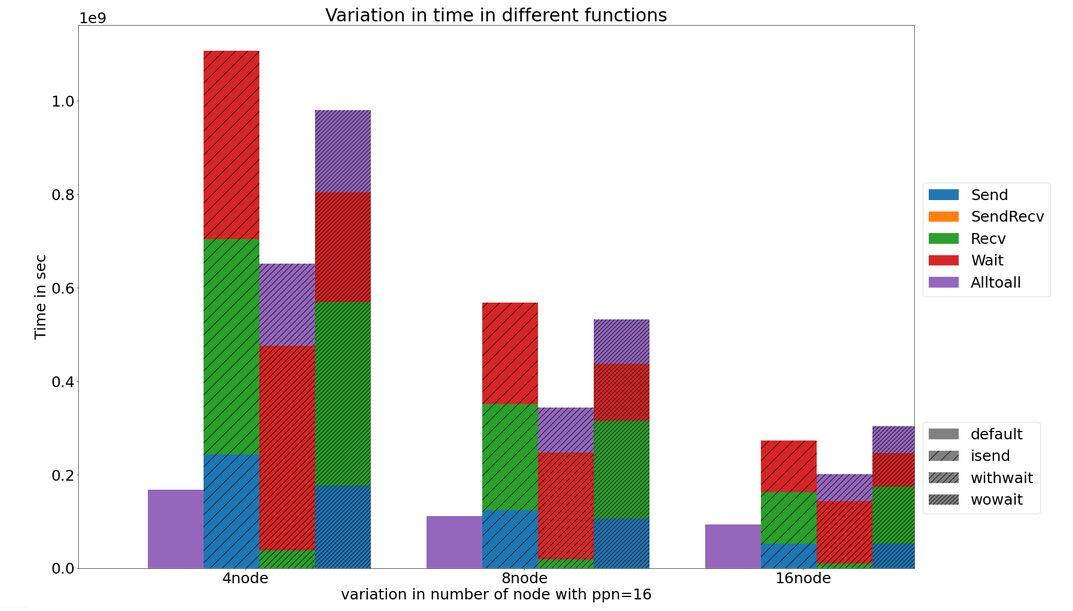 Variation in time in different functions
1e9
1.0
0.8
0.6
0.4
0.2
0.0
Time in sec
4node
8node
16node
variation in number of node with ppn=16
Send
SendRecv
Recv
Wait
Alltoall
default
isend
withwait
wowait